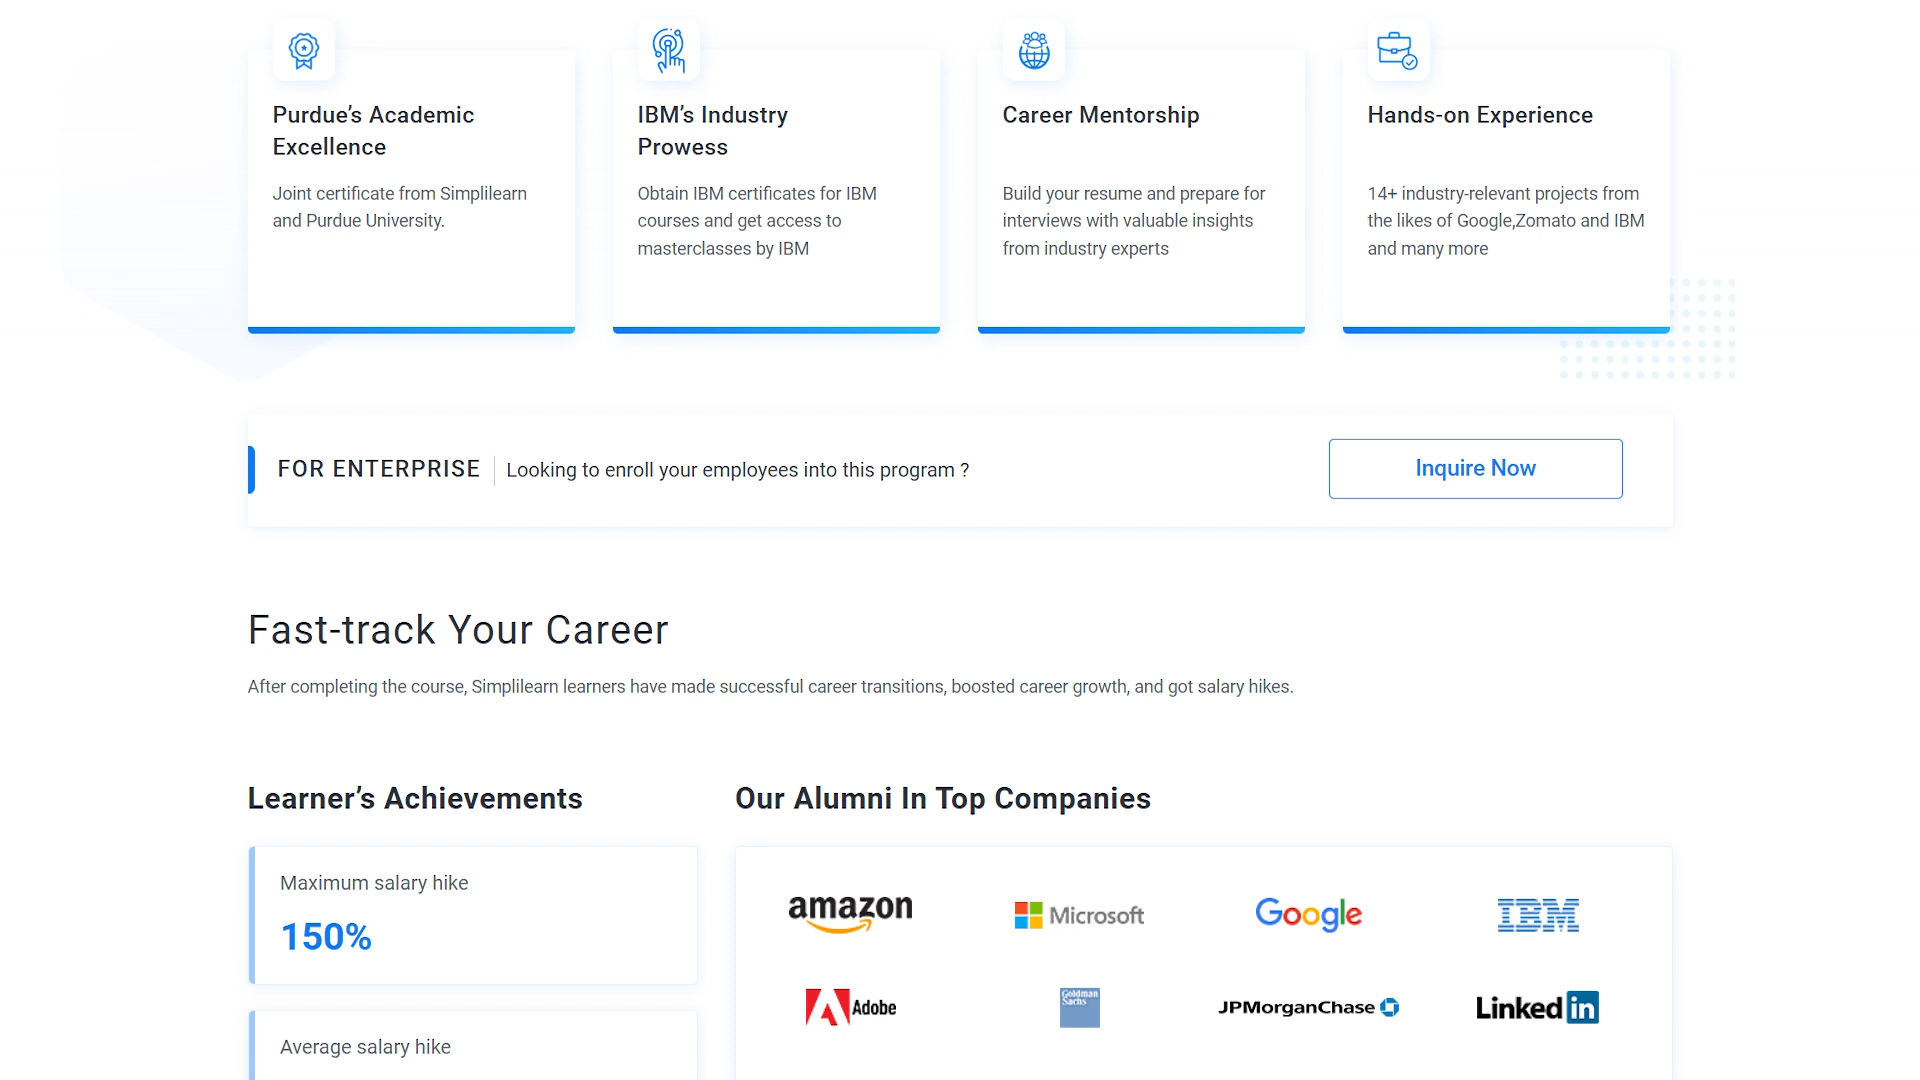 Purdue’s Academic
Excellence
Joint certificate from Simplilearn
and Purdue University.
IBM’s Industry
Prowess
Obtain IBM certificates for IBM
courses and get access to
masterclasses by IBM
Career Mentorship
Build your resume and prepare for
interviews with valuable insights
from industry experts
Hands-on Experience
14+ industry-relevant projects from
the likes of Google,Zomato and IBM
and many more
FOR ENTERPRISE
Looking to enroll your employees into this program ?
Inquire Now
Fast-track Your Career
After completing the course, Simplilearn learners have made successful career transitions, boosted career growth, and got salary hikes.
Learner’s Achievements
Maximum salary hike
150%
Average salary hike
Our Alumni In Top Companies
amazon
Microsoft
Google
IBM
Adobe
Goldman
Sachs
JPMorganChase
Linked in